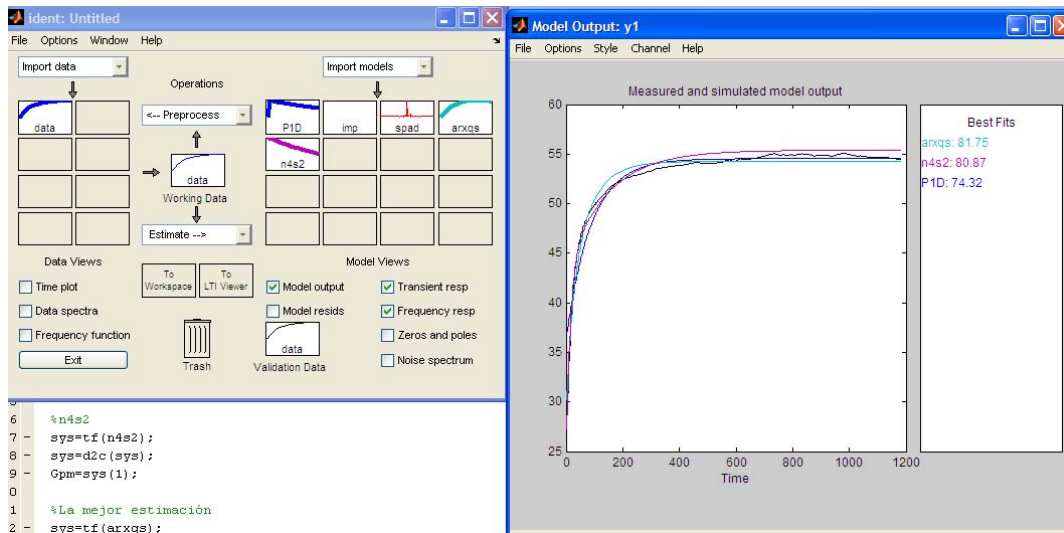 ident: Untitled
File Options Window Help
Import data
Operations
Import models
data
<-- Preprocess
P1D
imp
spad
arxqs
n4s2
data
Working Data
Estimate -->
Data Views
To Workspace
To LTI Viewer
Model Views
Time plot
Data spectra
Frequency function
Exit
Trash
Model output
Model resids
data
Validation Data
Transient resp
Frequency resp
Zeros and poles
Noise spectrum
6 %n4s2
7 - sys=tf(n4s2);
8 - sys=d2c(sys);
9 - Gpm=sys(1);
0
1 %La mejor estimación
2 - sys=tf(arxqs);
Model Output: y1
File Options Style Channel Help
Measured and simulated model output
60
55
50
45
40
35
30
25
0 200 400 600 800 1000 1200
Time
Best Fits
arxqs: 81.75
n4s2: 80.87
P1D: 74.32